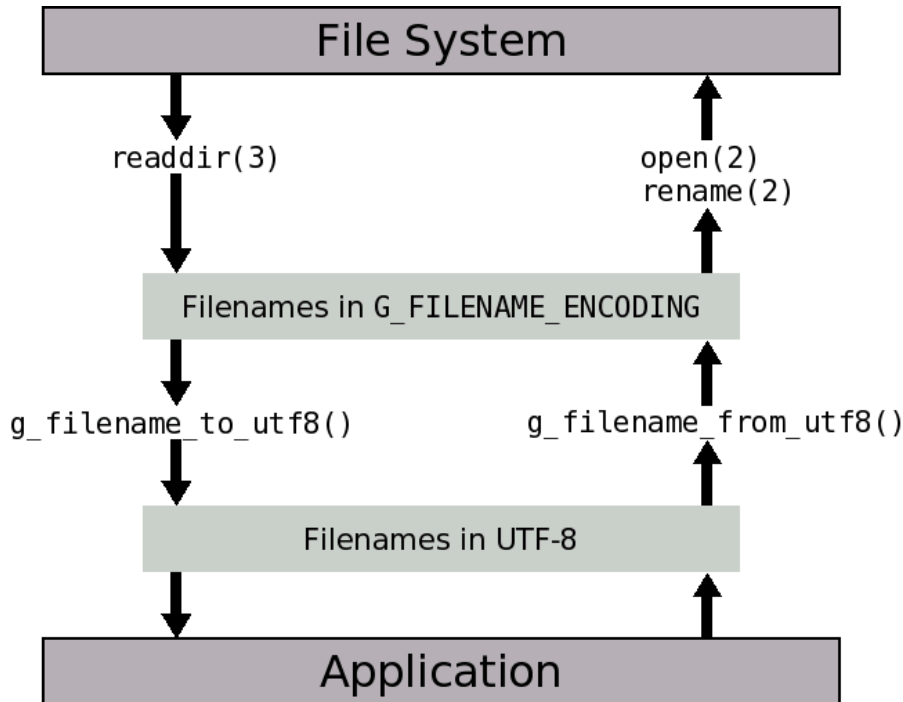 File System
readdir(3)
open(2)
rename(2)
Filenames in G_FILENAME_ENCODING
g_filename_to_utf8()
g_filename_from_utf8()
Filenames in UTF-8
Application